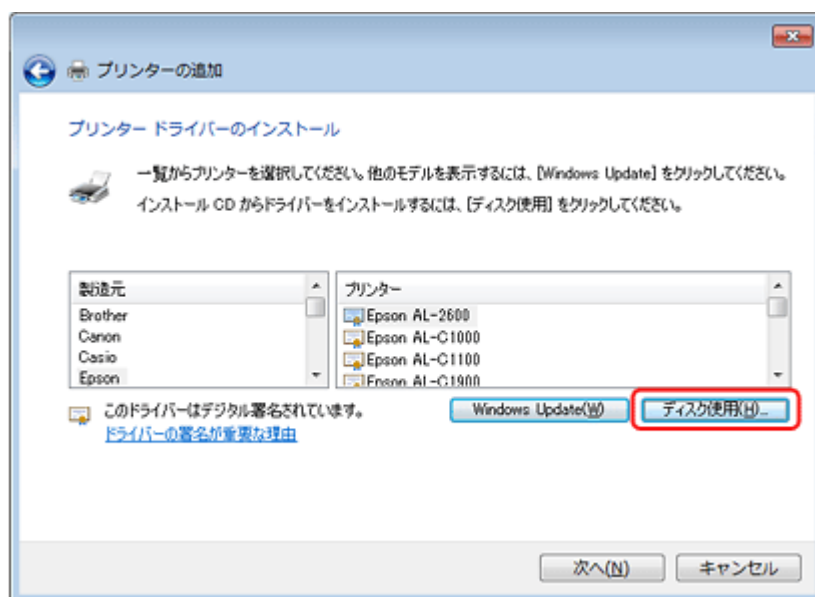 プリンターの追加
プリンター ドライバーのインストール
一覧からプリンターを選択してください。他のモデルを表示するには、[Windows Update] をクリックしてください。
インストール CD からドライバーをインストールするには、[ディスク使用] をクリックしてください。
製造元
Brother
Canon
Casio
Epson
プリンター
Epson AL-2600
Epson AL-C1000
Epson AL-C1100
Epson AL-C1900
このドライバーはデジタル署名されています。
ドライバーの署名が重要な理由
Windows Update(W)
ディスク使用(H)...
次へ(N)
キャンセル